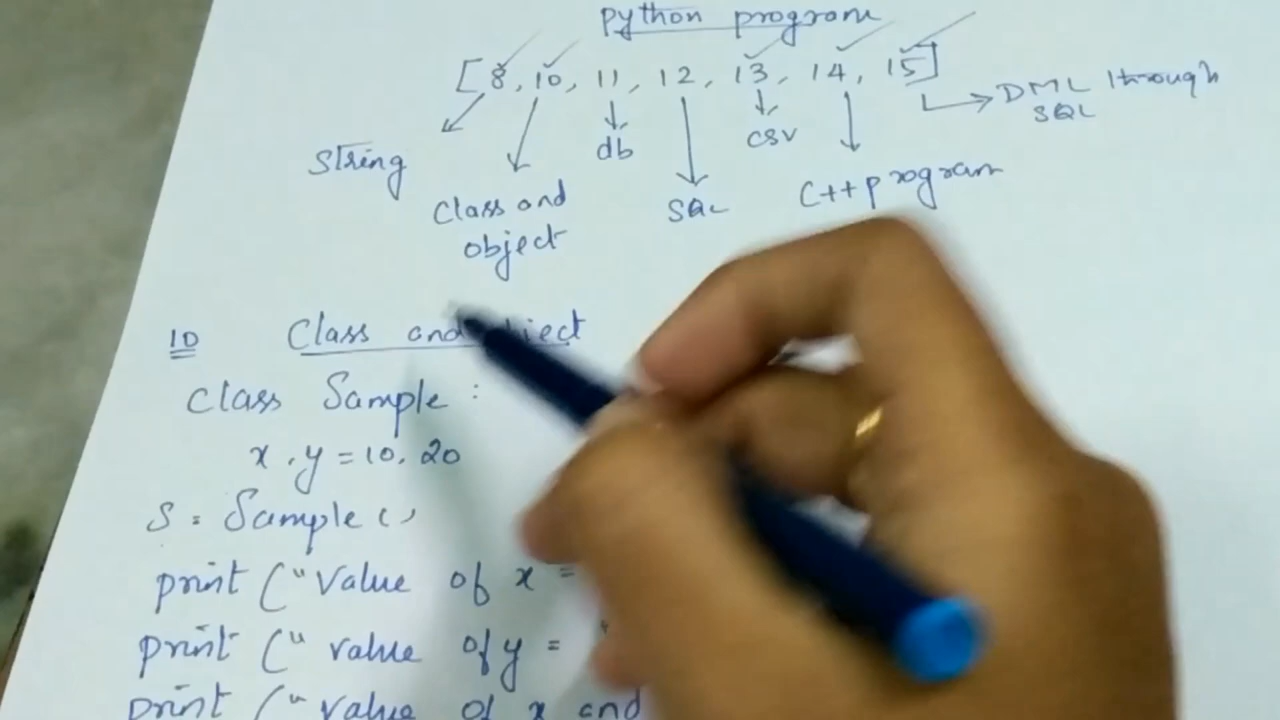 Python program
[8, 10, 11, 12, 13, 14, 15]
DML through
SQL
db
csv
String
C++ program
Class and
object
SQL
10 Class and
class Sample :
x, y = 10, 20
S = Sample ()
print ("Value of x =
print (" value of y = "
print (" value of x and